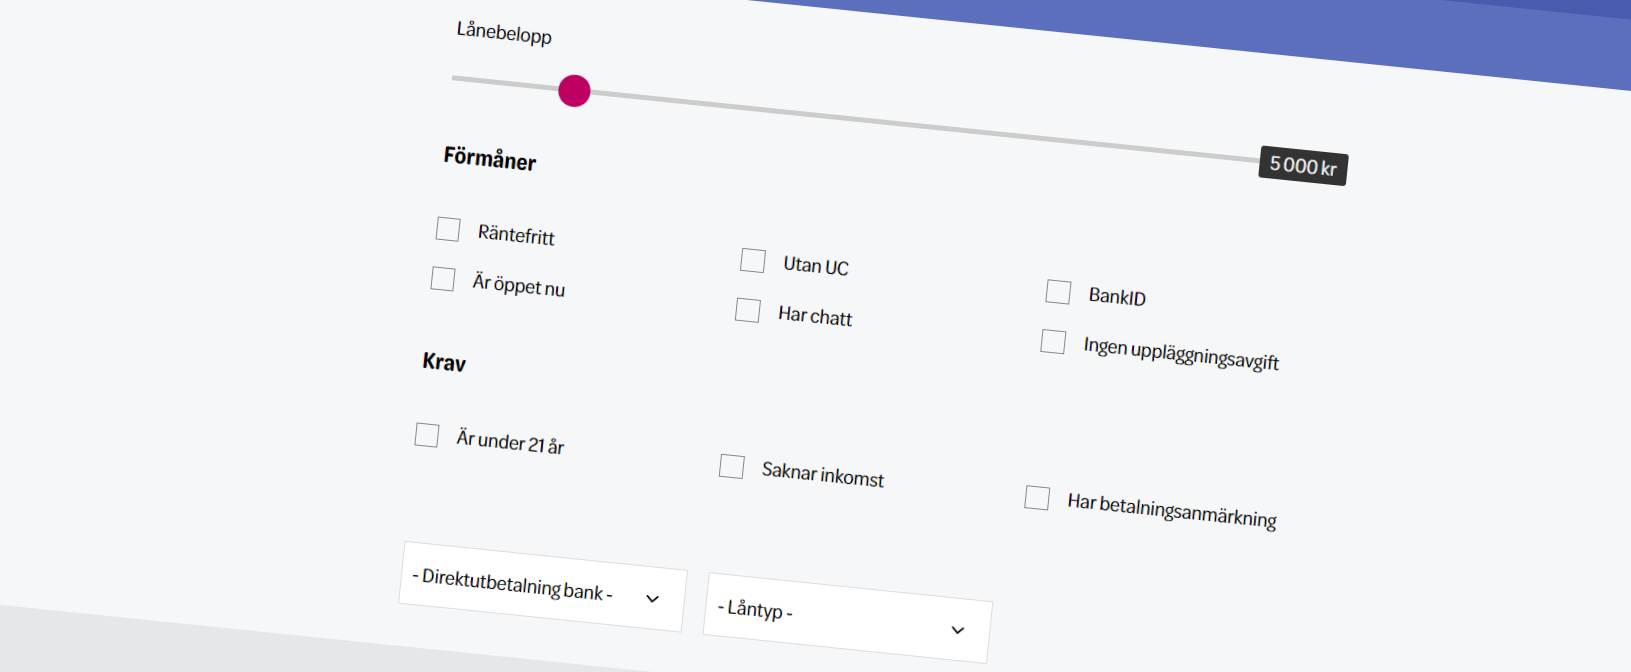 Lånebelopp
5 000 kr
Förmåner
Räntefritt
Utan UC
BankID
Är öppet nu
Har chatt
Ingen uppläggningsavgift
Krav
Är under 21 år
Saknar inkomst
Har betalningsanmärkning
- Direktutbetalning bank -
- Låntyp -